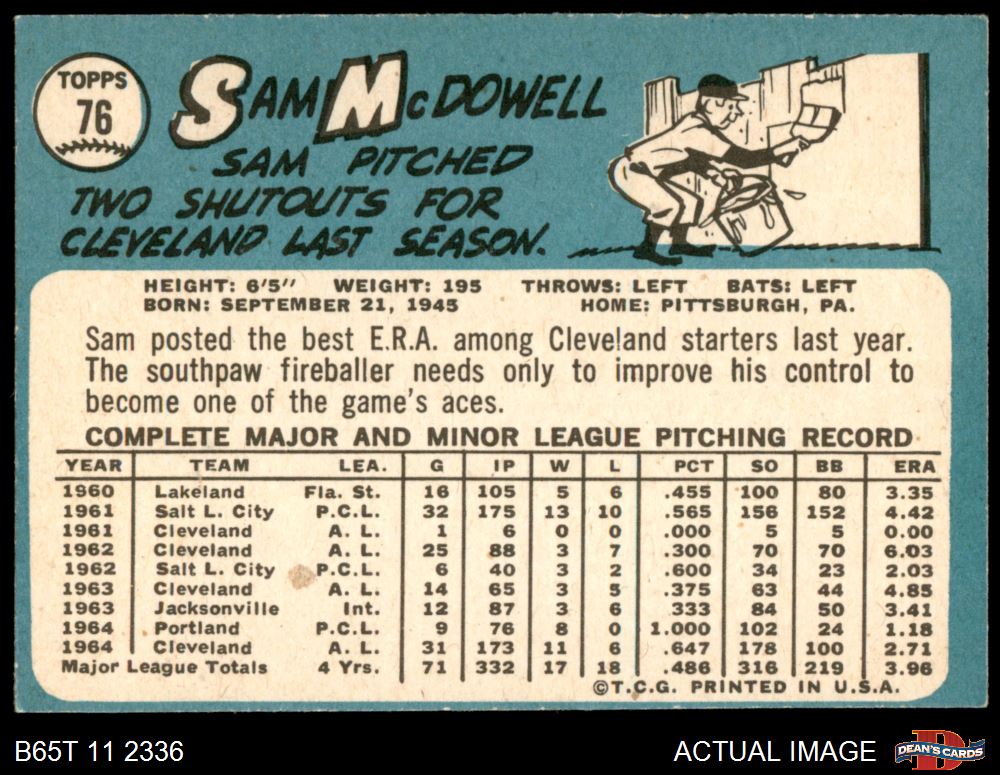 TOPPS
76
SAM McDOWELL
SAM PITCHED
TWO SHUTOUTS FOR
CLEVELAND LAST SEASON.
HEIGHT: 6'5" WEIGHT: 195 THROWS: LEFT BATS: LEFT
BORN: SEPTEMBER 21, 1945 HOME: PITTSBURGH, PA.
Sam posted the best E.R.A. among Cleveland starters last year.
The southpaw fireballer needs only to improve his control to
become one of the game's aces.
COMPLETE MAJOR AND MINOR LEAGUE PITCHING RECORD
YEAR TEAM LEA. G IP W L PCT SO BB ERA
1960 Lakeland Fla. St. 16 105 5 6 .455 100 80 3.35
1961 Salt L. City P.C.L. 32 175 13 10 .565 156 152 4.42
1961 Cleveland A. L. 1 6 0 0 .000 5 5 0.00
1962 Cleveland A. L. 25 88 3 7 .300 70 70 6.03
1962 Salt L. City P.C.L. 6 40 3 2 .600 34 23 2.03
1963 Cleveland A. L. 14 65 3 5 .375 63 44 4.85
1963 Jacksonville Int. 12 87 3 6 .333 84 50 3.41
1964 Portland P.C.L. 9 76 8 0 1.000 102 24 1.18
1964 Cleveland A. L. 31 173 11 6 .647 178 100 2.71
Major League Totals 4 Yrs. 71 332 17 18 .486 316 219 3.96
©T.C.G. PRINTED IN U.S.A.
B65T 11 2336 ACTUAL IMAGE DEAN'S CARDS